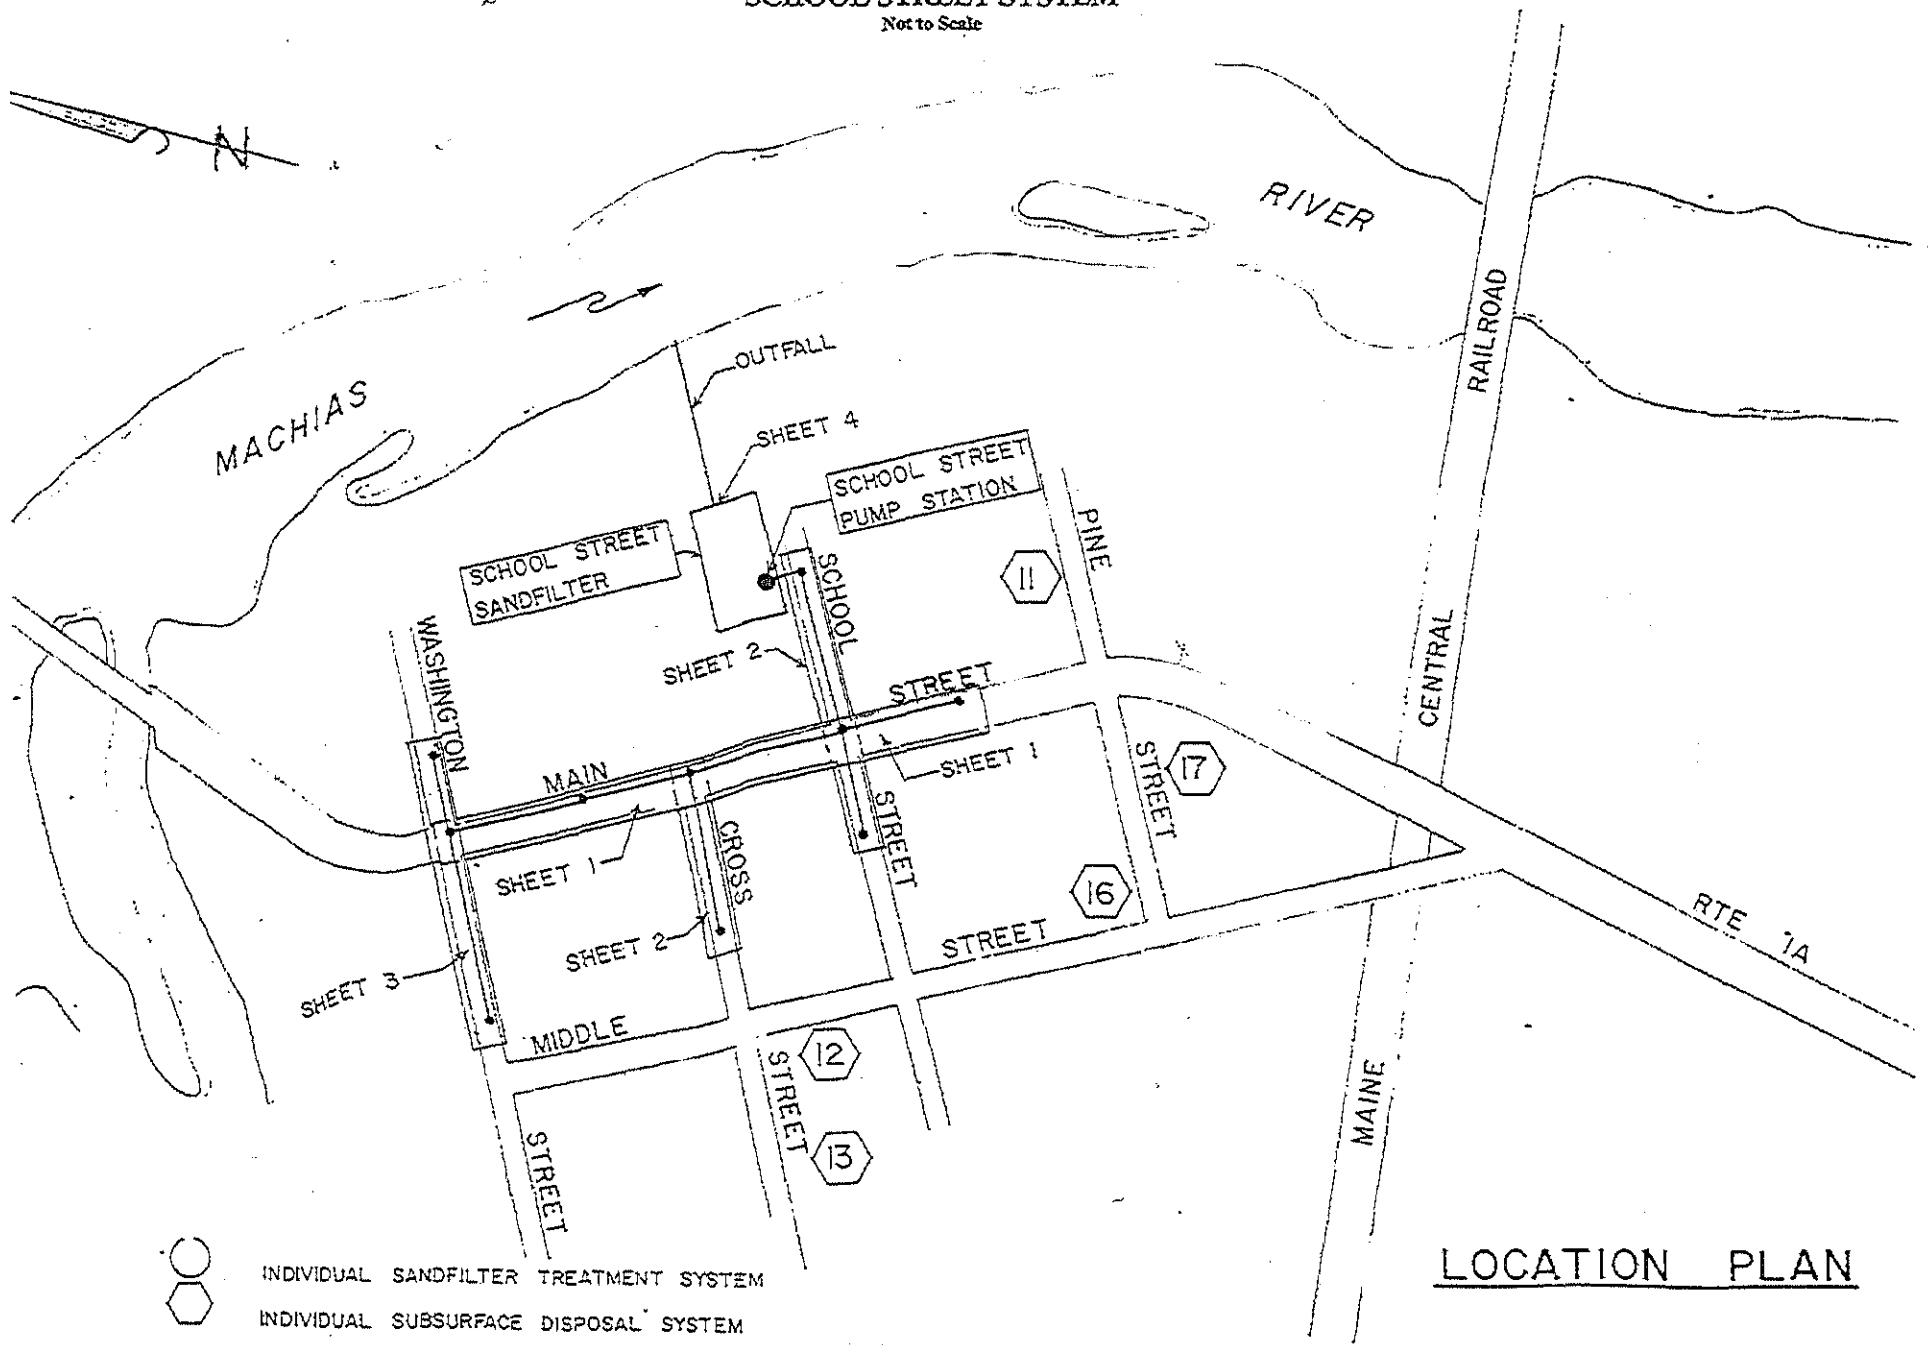 SCHOOL STREET SYSTEM
Not to Scale
N
RIVER
MACHIAS
RAILROAD
OUTFALL
SHEET 4
SCHOOL STREET
PUMP STATION
SCHOOL STREET
SANDFILTER
PINE
11
SCHOOL
WASHINGTON
SHEET 2
STREET
CENTRAL
MAIN
SHEET 1
STREET
17
SHEET 1
CROSS
STREET
16
SHEET 2
STREET
RTE 1A
SHEET 3
MIDDLE
12
STREET
MAINE
13
STREET
INDIVIDUAL SANDFILTER TREATMENT SYSTEM
INDIVIDUAL SUBSURFACE DISPOSAL SYSTEM
LOCATION PLAN